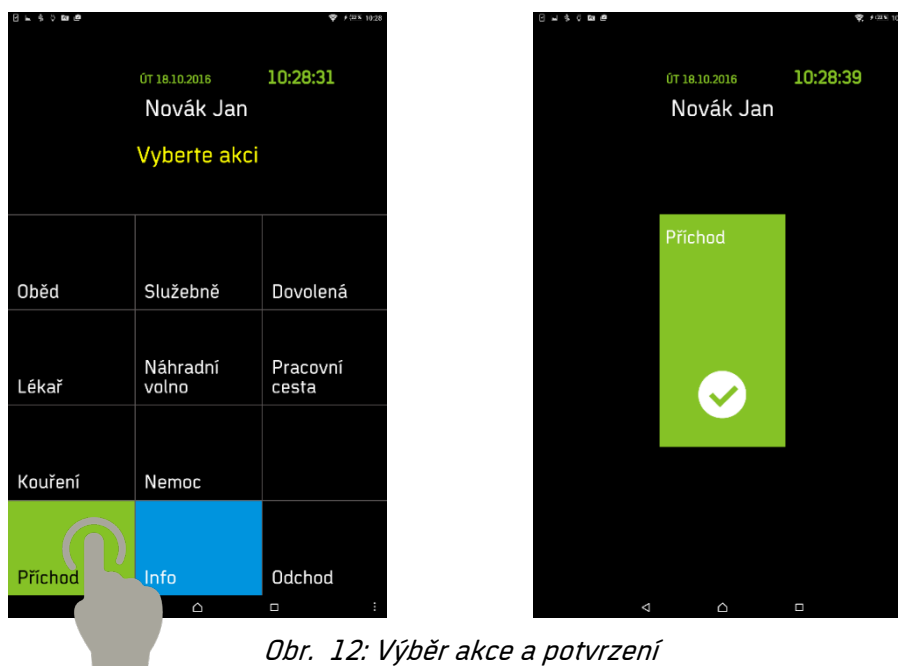 10:28
ÚT 18.10.2016 10:28:31
Novák Jan
Vyberte akci
Oběd Služebně Dovolená
Lékař Náhradní volno Pracovní cesta
Kouření Nemoc
Příchod Info Odchod
ÚT 18.10.2016 10:28:39
Novák Jan
Příchod
Obr. 12: Výběr akce a potvrzení